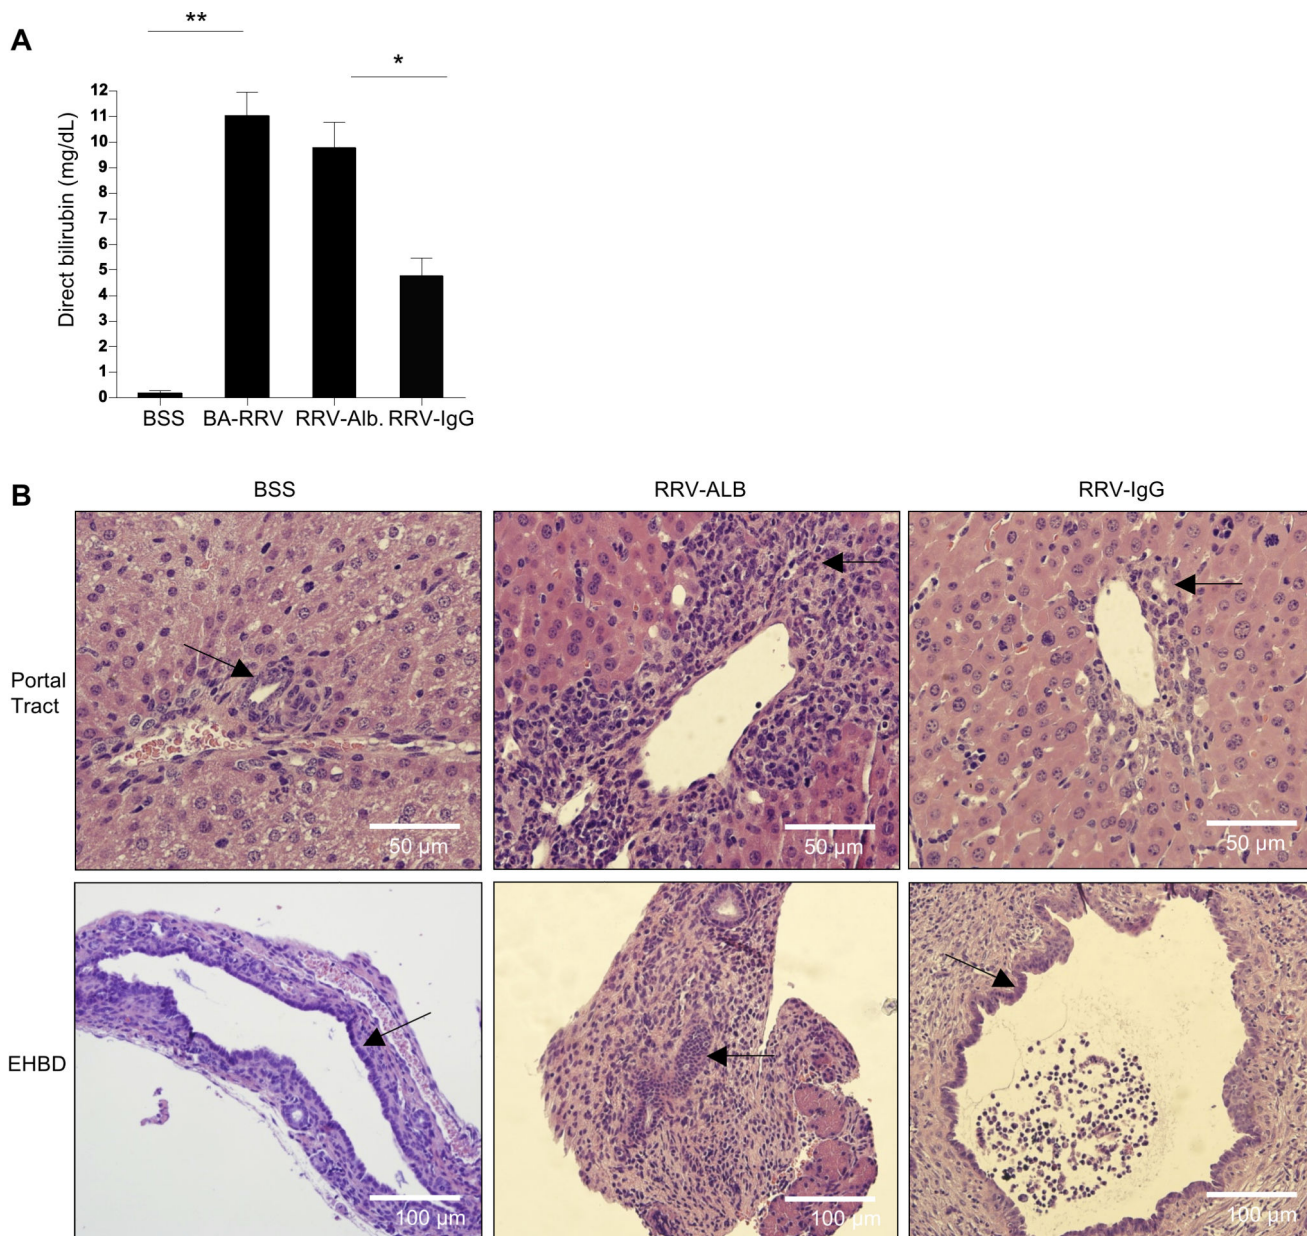 A
**
*
Direct bilirubin (mg/dL)
12
11
10
9
8
7
6
5
4
3
2
1
0
BSS BA-RRV RRV-Alb. RRV-IgG
B
BSS RRV-ALB RRV-IgG
Portal
Tract
50 µm 50 µm 50 µm
EHBD
100 µm 100 µm 100 µm